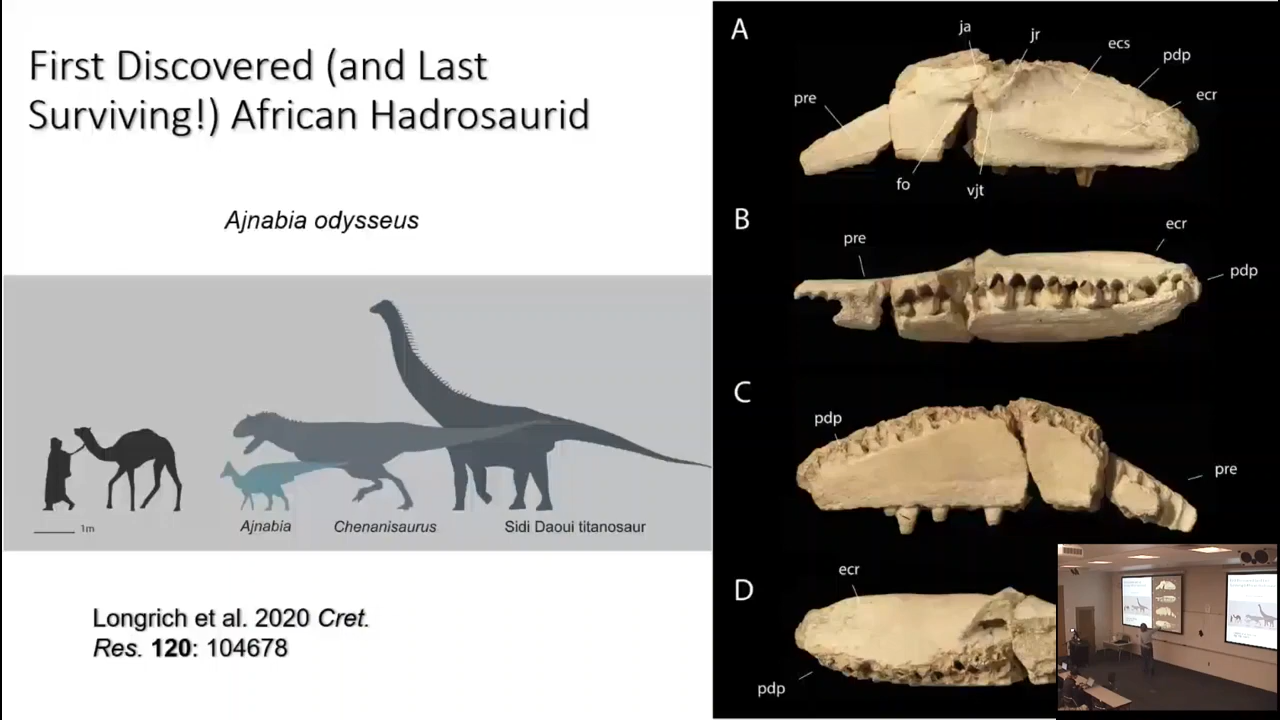 First Discovered (and Last
Surviving!) African Hadrosaurid
Ajnabia odysseus
1m
Ajnabia
Chenanisaurus
Sidi Daoui titanosaur
Longrich et al. 2020 Cret.
Res. 120: 104678
A
ja
jr
ecs
pdp
ecr
pre
fo
vjt
B
pre
ecr
pdp
C
pdp
pre
D
ecr
pdp